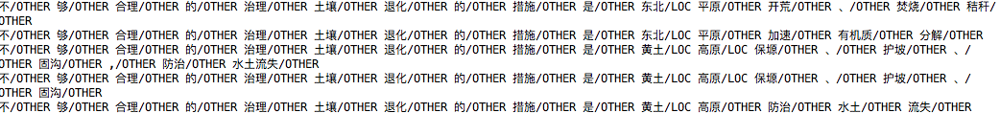 不/OTHER 够/OTHER 合理/OTHER 的/OTHER 治理/OTHER 土壤/OTHER 退化/OTHER 的/OTHER 措施/OTHER 是/OTHER 东北/LOC 平原/OTHER 开荒/OTHER 、/OTHER 焚烧/OTHER 秸秆/
OTHER
不/OTHER 够/OTHER 合理/OTHER 的/OTHER 治理/OTHER 土壤/OTHER 退化/OTHER 的/OTHER 措施/OTHER 是/OTHER 东北/LOC 平原/OTHER 加速/OTHER 有机质/OTHER 分解/OTHER
不/OTHER 够/OTHER 合理/OTHER 的/OTHER 治理/OTHER 土壤/OTHER 退化/OTHER 的/OTHER 措施/OTHER 是/OTHER 黄土/LOC 高原/LOC 保塬/OTHER 、/OTHER 护坡/OTHER 、/
OTHER 固沟/OTHER ,/OTHER 防治/OTHER 水土流失/OTHER
不/OTHER 够/OTHER 合理/OTHER 的/OTHER 治理/OTHER 土壤/OTHER 退化/OTHER 的/OTHER 措施/OTHER 是/OTHER 黄土/LOC 高原/LOC 保塬/OTHER 、/OTHER 护坡/OTHER 、/
OTHER 固沟/OTHER
不/OTHER 够/OTHER 合理/OTHER 的/OTHER 治理/OTHER 土壤/OTHER 退化/OTHER 的/OTHER 措施/OTHER 是/OTHER 黄土/LOC 高原/OTHER 防治/OTHER 水土/OTHER 流失/OTHER